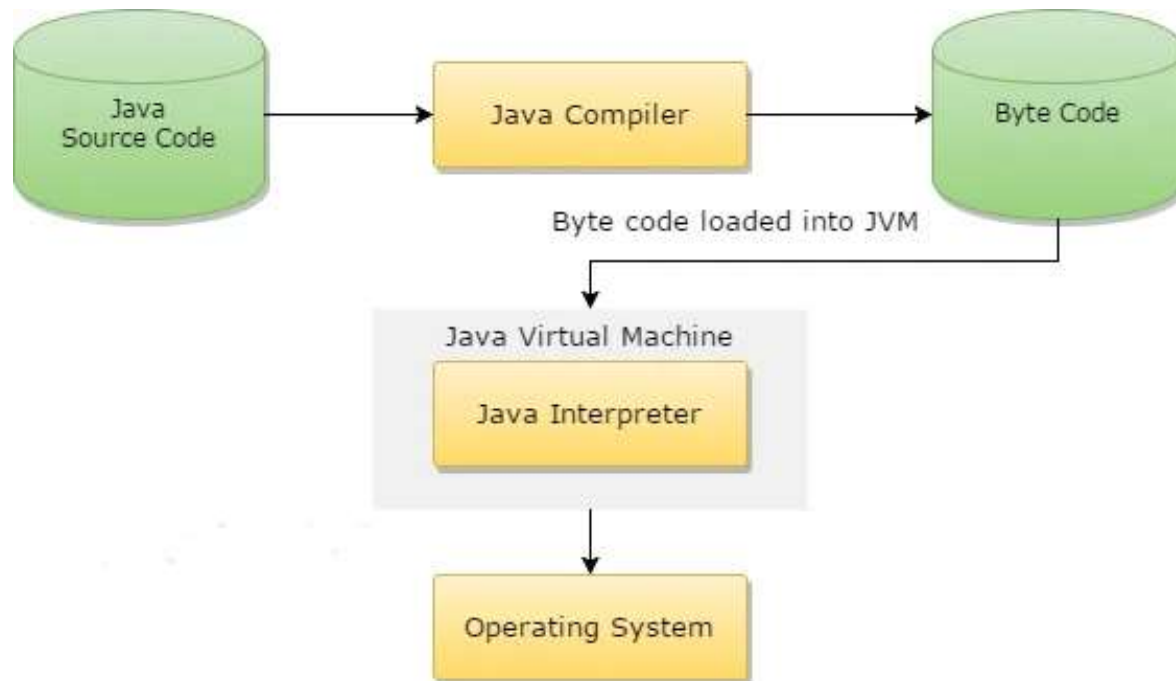 Java
Source Code
Java Compiler
Byte Code
Byte code loaded into JVM
Java Virtual Machine
Java Interpreter
Operating System